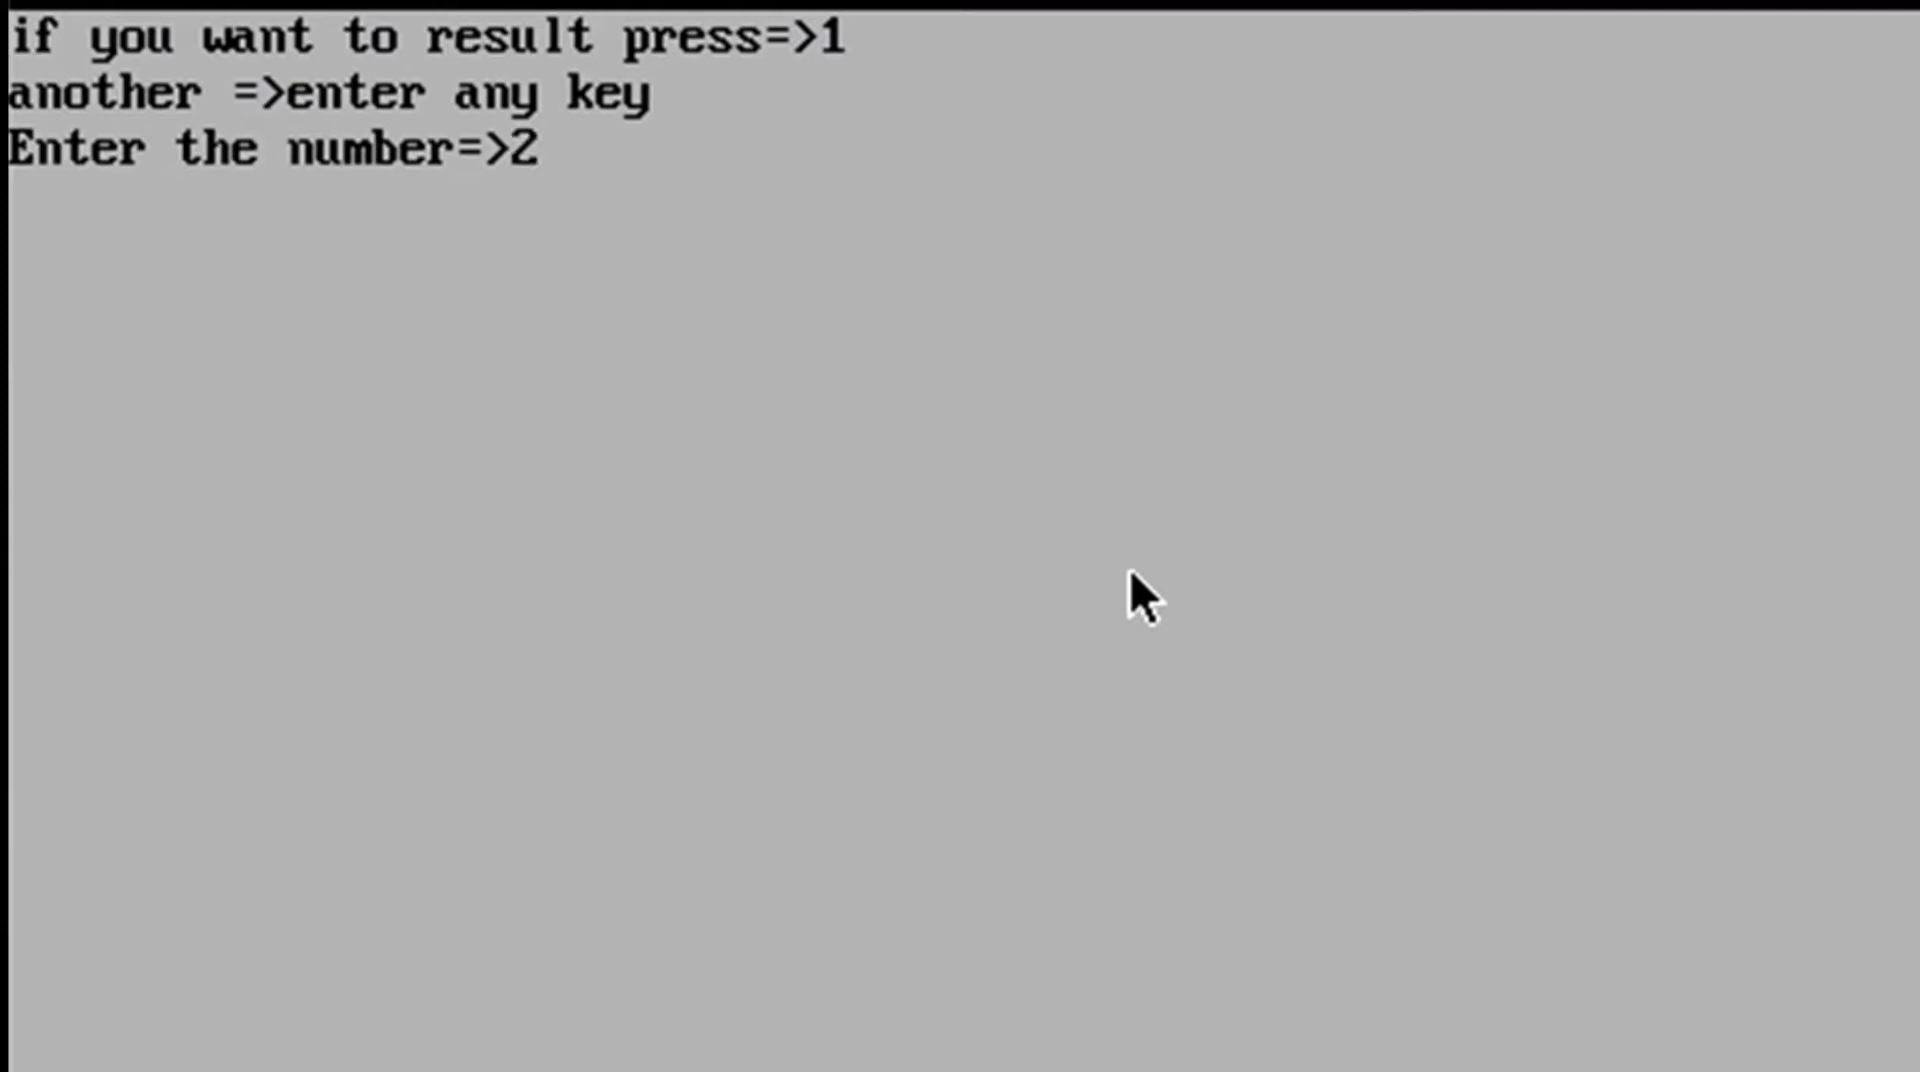 if you want to result press=>1
another =>enter any key
Enter the number=>2